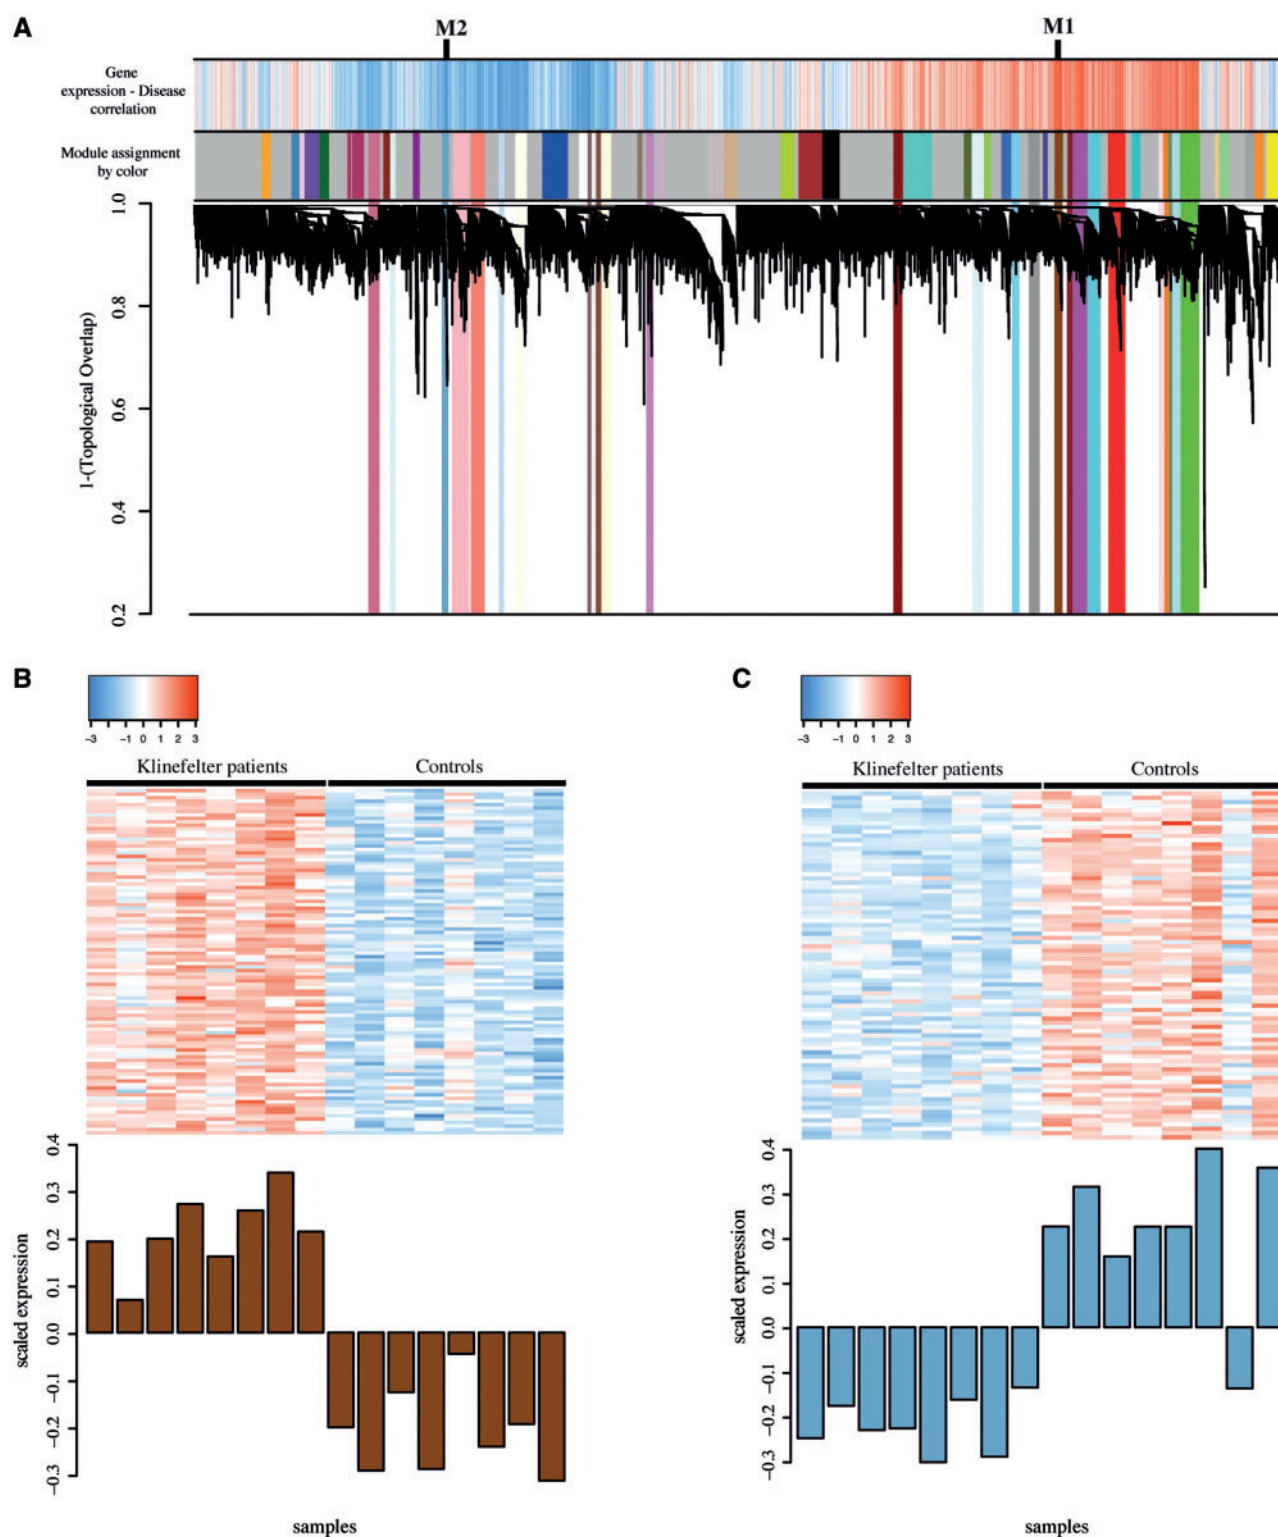 A
M2
M1
Gene
expression - Disease
correlation
Module assignment
by color
1-(Topological Overlap)
1.0
0.8
0.6
0.4
0.2
B
−3
−1
0
1
2
3
Klinefelter patients
Controls
scaled expression
0.4
0.3
0.2
0.1
0.0
−0.1
−0.2
−0.3
samples
C
−3
−1
0
1
2
3
Klinefelter patients
Controls
scaled expression
0.4
0.3
0.2
0.1
0.0
−0.1
−0.2
−0.3
samples